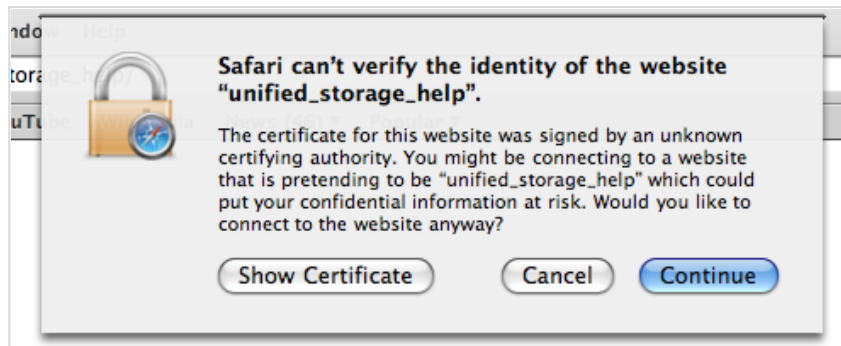 Help
Safari can't verify the identity of the website
"unified_storage_help".
The certificate for this website was signed by an unknown
certifying authority. You might be connecting to a website
that is pretending to be "unified_storage_help" which could
put your confidential information at risk. Would you like to
connect to the website anyway?
Show Certificate Cancel Continue